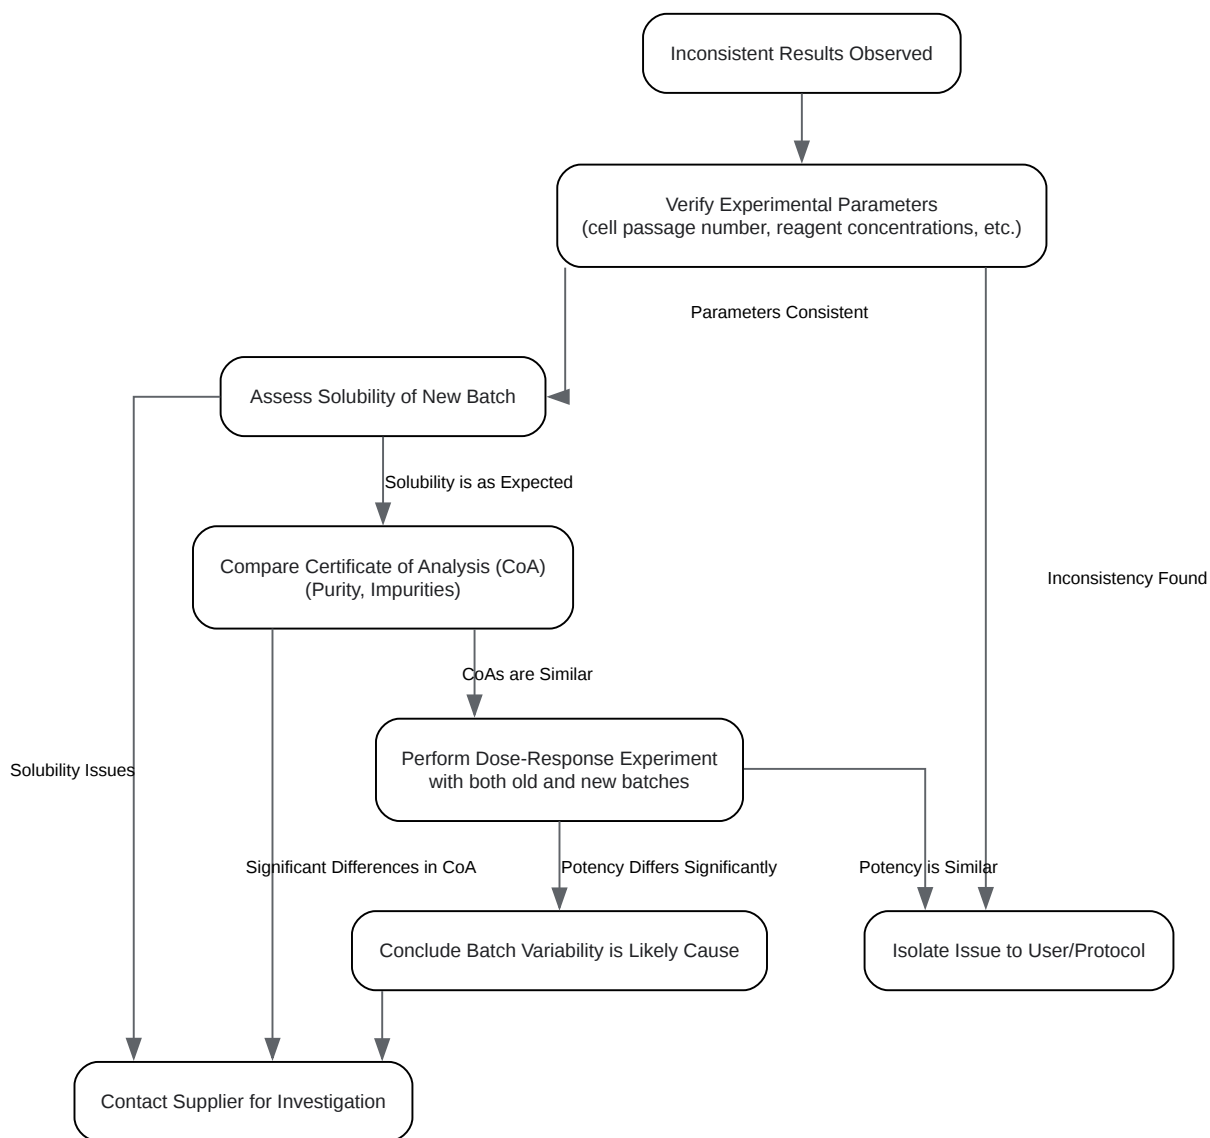 Inconsistent Results Observed
Verify Experimental Parameters
(cell passage number, reagent concentrations, etc.)
Parameters Consistent
Assess Solubility of New Batch
Solubility is as Expected
Compare Certificate of Analysis (CoA)
(Purity, Impurities)
Inconsistency Found
CoAs are Similar
Perform Dose-Response Experiment
with both old and new batches
Solubility Issues
Significant Differences in CoA
Potency Differs Significantly
Potency is Similar
Conclude Batch Variability is Likely Cause
Isolate Issue to User/Protocol
Contact Supplier for Investigation